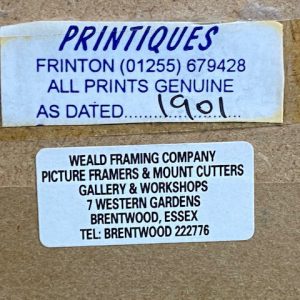 PRINTIQUES
FRINTON (01255) 679428
ALL PRINTS GENUINE
AS DATED....................1901
WEALD FRAMING COMPANY
PICTURE FRAMERS & MOUNT CUTTERS
GALLERY & WORKSHOPS
7 WESTERN GARDENS
BRENTWOOD, ESSEX
TEL: BRENTWOOD 222776